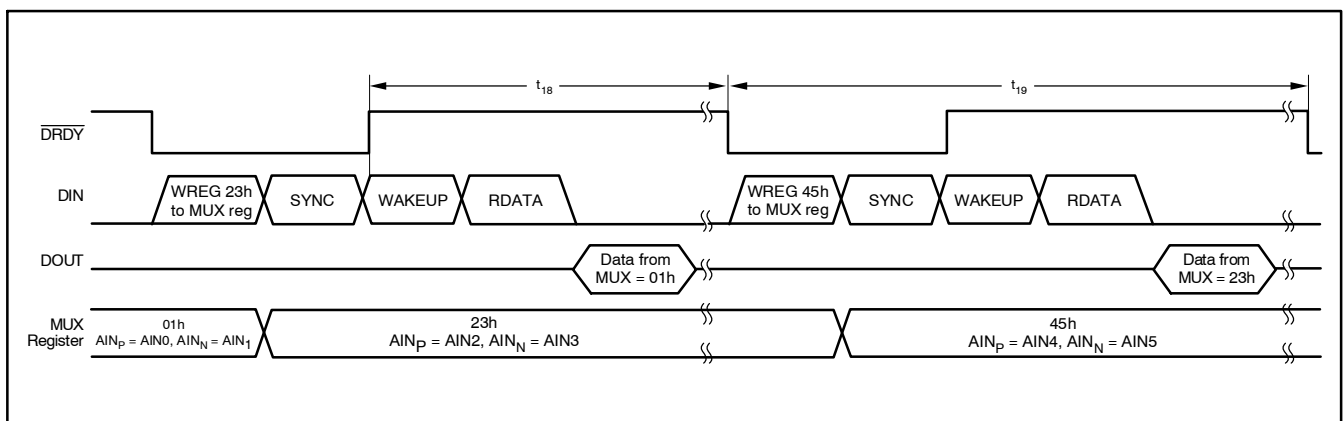 t18
t19
DRDY
DIN
WREG 23h
to MUX reg
SYNC
WAKEUP
RDATA
WREG 45h
to MUX reg
SYNC
WAKEUP
RDATA
DOUT
Data from
MUX = 01h
Data from
MUX = 23h
MUX
Register
01h
AINP = AIN0, AINN = AIN1
23h
AINP = AIN2, AINN = AIN3
45h
AINP = AIN4, AINN = AIN5